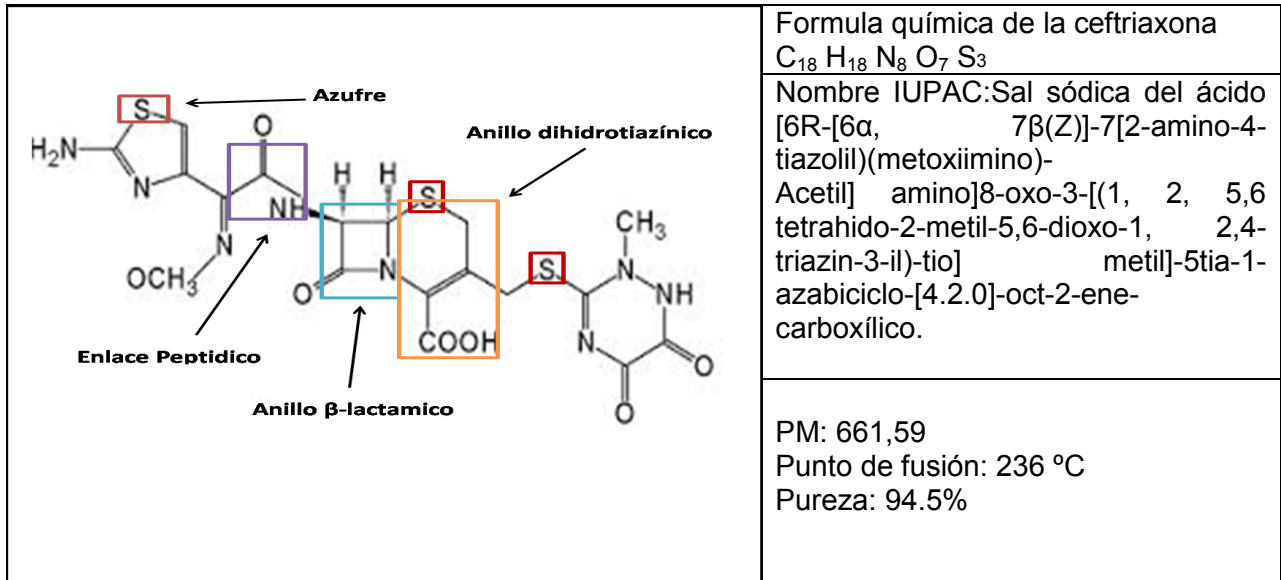 Azufre
S
O
Anillo dihidrotiazínico
H₂N
N
H
H
S
NH
CH₃
N
N
S
N
NH
OCH₃
O
COOH
N
O
O
Enlace Peptidico
Anillo β-lactamico
Formula química de la ceftriaxona
C₁₈ H₁₈ N₈ O₇ S₃
Nombre IUPAC:Sal sódica del ácido
[6R-[6α, 7β(Z)]-7[2-amino-4-
tiazolil)(metoxiimino)-
Acetil] amino]8-oxo-3-[(1, 2, 5,6
tetrahido-2-metil-5,6-dioxo-1, 2,4-
triazin-3-il)-tio] metil]-5tia-1-
azabiciclo-[4.2.0]-oct-2-ene-
carboxílico.
PM: 661,59
Punto de fusión: 236 ºC
Pureza: 94.5%